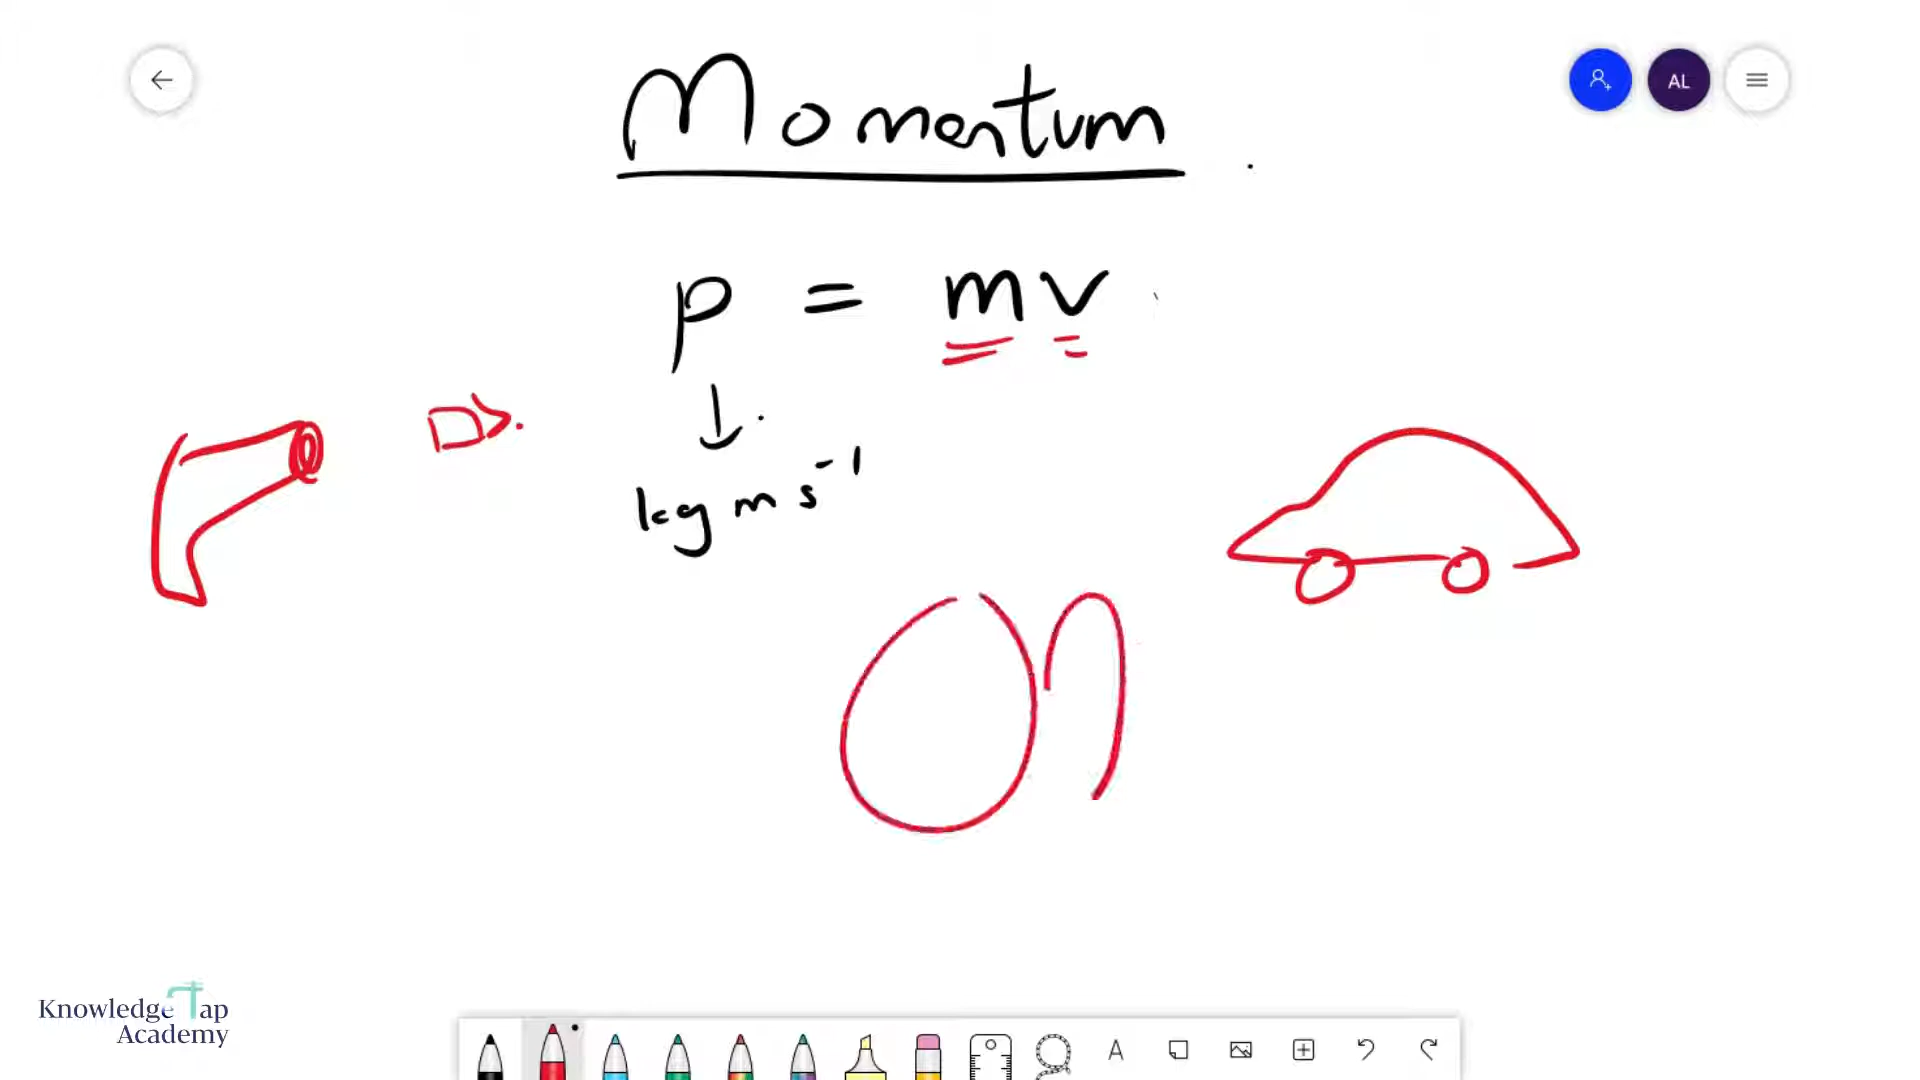 AL
Momentum
p = mv
kg m s⁻¹
Knowledge Tap
Academy
A